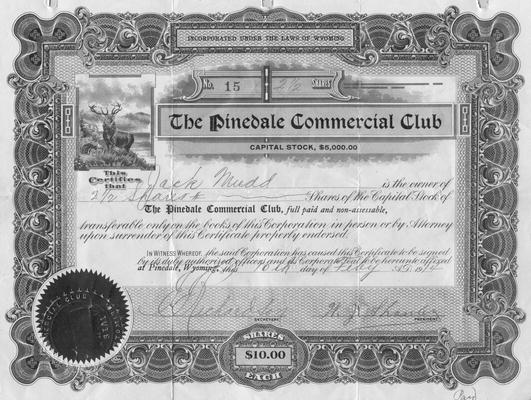 INCORPORATED UNDER THE LAWS OF WYOMING
No. 15 2½ SHARES
The Pinedale Commercial Club
CAPITAL STOCK, $5,000.00
This
Certifies
that
Jack Mudd is the owner of
2½ Shares Shares of the Capital Stock of
The Pinedale Commercial Club, full paid and non-assessable,
transferable only on the books of this Corporation in person or by Attorney
upon surrender of this Certificate properly endorsed.
IN WITNESS WHEREOF, the said Corporation has caused this Certificate to be signed
by its duly authorized officers and its Corporate Seal to be hereunto affixed
at Pinedale, Wyoming, this 10th day of Feby
SECRETARY. PRESIDENT.
SHARES
$10.00
EACH